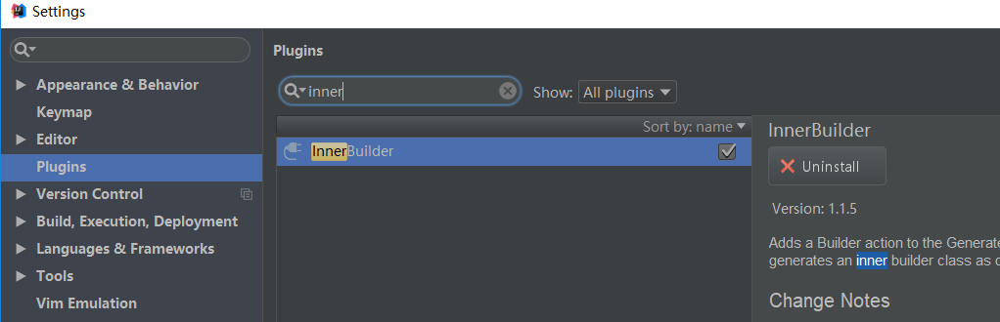 Settings
Appearance & Behavior
Keymap
Editor
Plugins
Version Control
Build, Execution, Deployment
Languages & Frameworks
Tools
Vim Emulation
Plugins
inner
Show: All plugins
Sort by: name
InnerBuilder
InnerBuilder
Uninstall
Version: 1.1.5
Adds a Builder action to the Generate
generates an inner builder class as
Change Notes